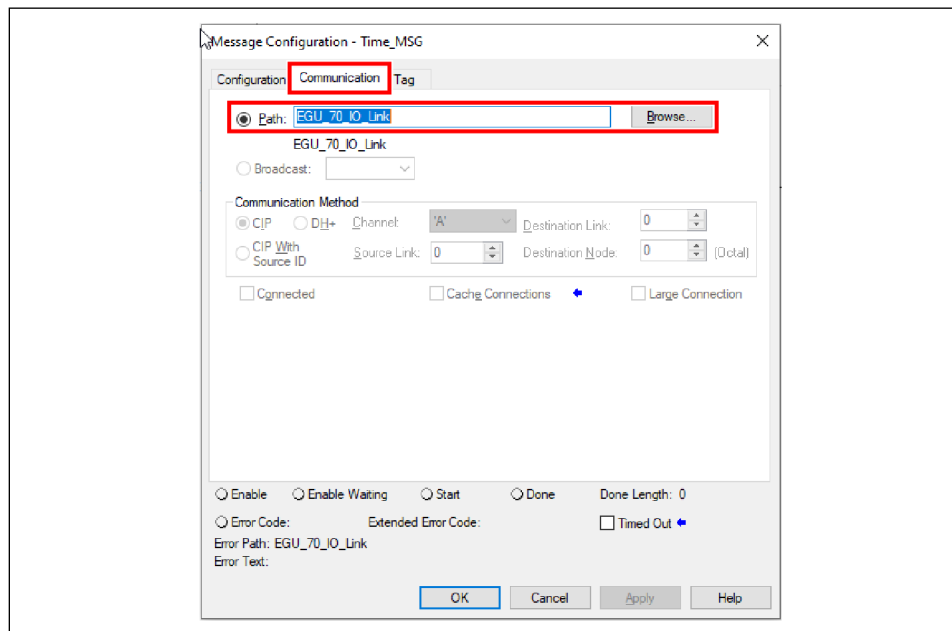 Message Configuration - Time_MSG
Configuration Communication Tag
Path: EGU_70_IO_Link Browse...
EGU_70_IO_Link
Broadcast:
Communication Method
CIP DH+ Channel: 'A' Destination Link: 0
CIP With Source ID Source Link: 0 Destination Node: 0 (Octal)
Connected Cache Connections Large Connection
Enable Enable Waiting Start Done Done Length: 0
Error Code: Extended Error Code: Timed Out
Error Path: EGU_70_IO_Link
Error Text:
OK Cancel Apply Help